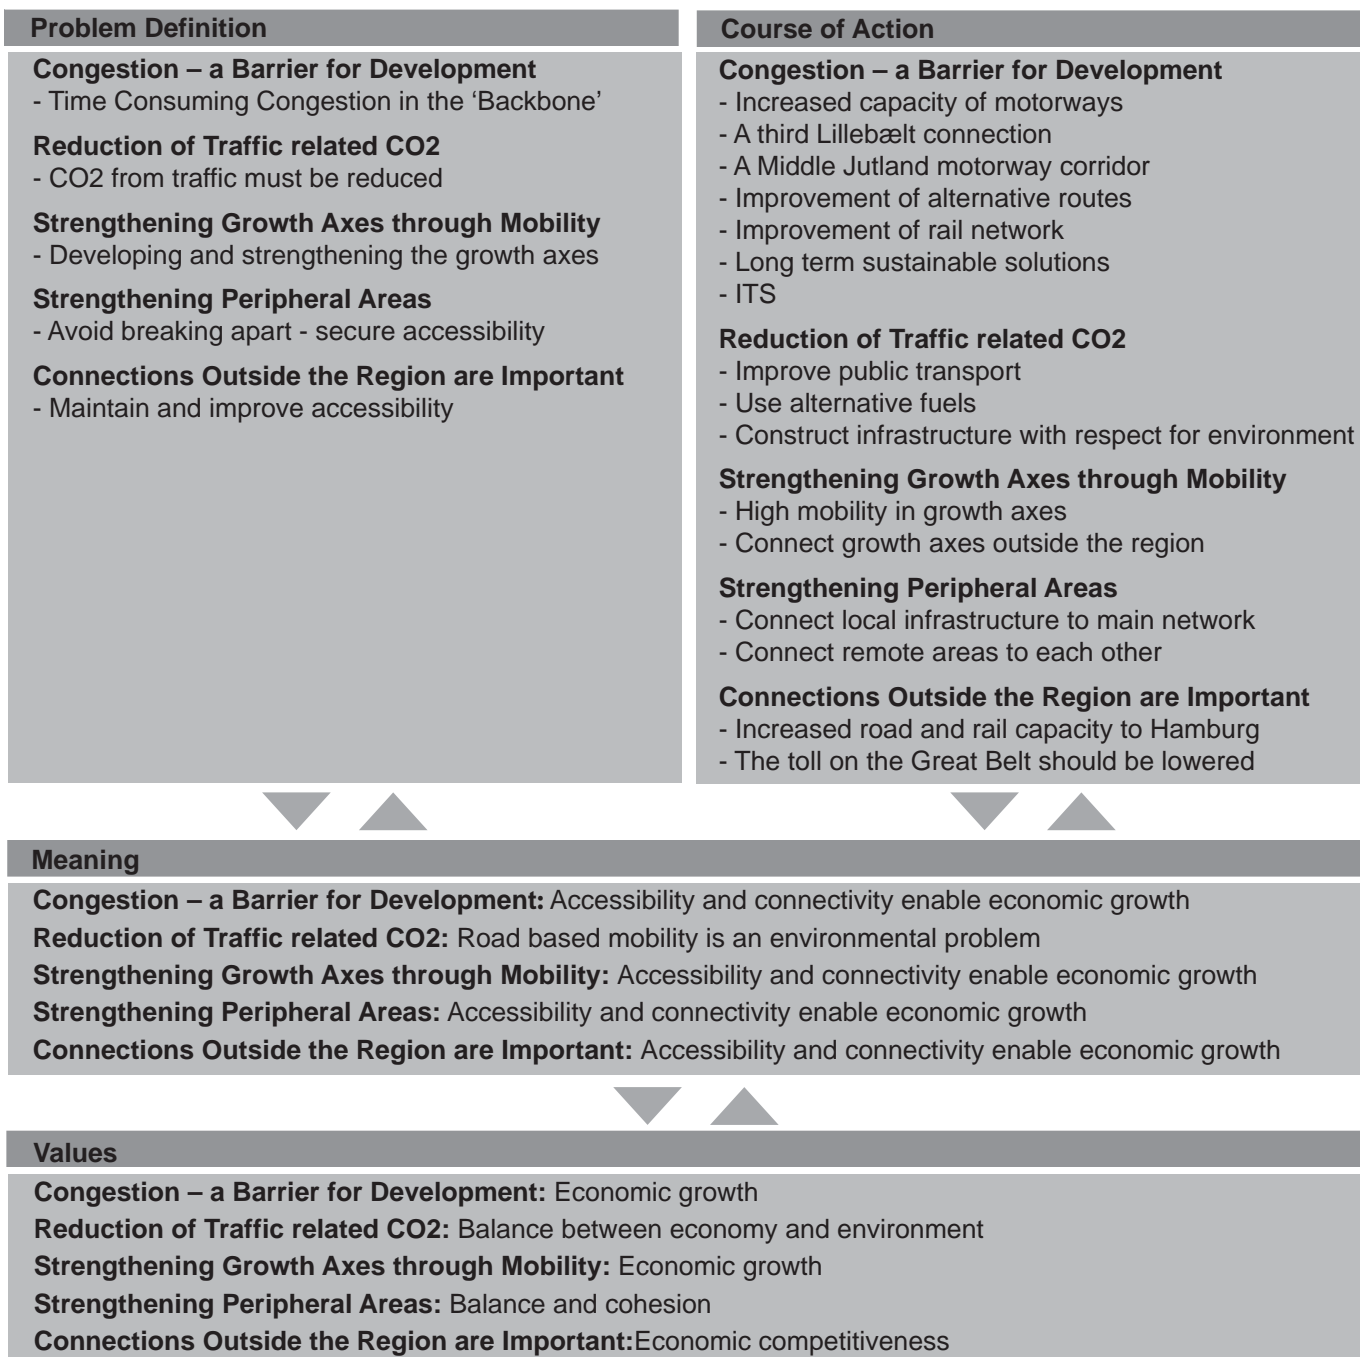 Problem Definition
Congestion – a Barrier for Development
- Time Consuming Congestion in the ‘Backbone’
Reduction of Traffic related CO2
- CO2 from traffic must be reduced
Strengthening Growth Axes through Mobility
- Developing and strengthening the growth axes
Strengthening Peripheral Areas
- Avoid breaking apart - secure accessibility
Connections Outside the Region are Important
- Maintain and improve accessibility
Course of Action
Congestion – a Barrier for Development
- Increased capacity of motorways
- A third Lillebælt connection
- A Middle Jutland motorway corridor
- Improvement of alternative routes
- Improvement of rail network
- Long term sustainable solutions
- ITS
Reduction of Traffic related CO2
- Improve public transport
- Use alternative fuels
- Construct infrastructure with respect for environment
Strengthening Growth Axes through Mobility
- High mobility in growth axes
- Connect growth axes outside the region
Strengthening Peripheral Areas
- Connect local infrastructure to main network
- Connect remote areas to each other
Connections Outside the Region are Important
- Increased road and rail capacity to Hamburg
- The toll on the Great Belt should be lowered
Meaning
Congestion – a Barrier for Development: Accessibility and connectivity enable economic growth
Reduction of Traffic related CO2: Road based mobility is an environmental problem
Strengthening Growth Axes through Mobility: Accessibility and connectivity enable economic growth
Strengthening Peripheral Areas: Accessibility and connectivity enable economic growth
Connections Outside the Region are Important: Accessibility and connectivity enable economic growth
Values
Congestion – a Barrier for Development: Economic growth
Reduction of Traffic related CO2: Balance between economy and environment
Strengthening Growth Axes through Mobility: Economic growth
Strengthening Peripheral Areas: Balance and cohesion
Connections Outside the Region are Important:Economic competitiveness